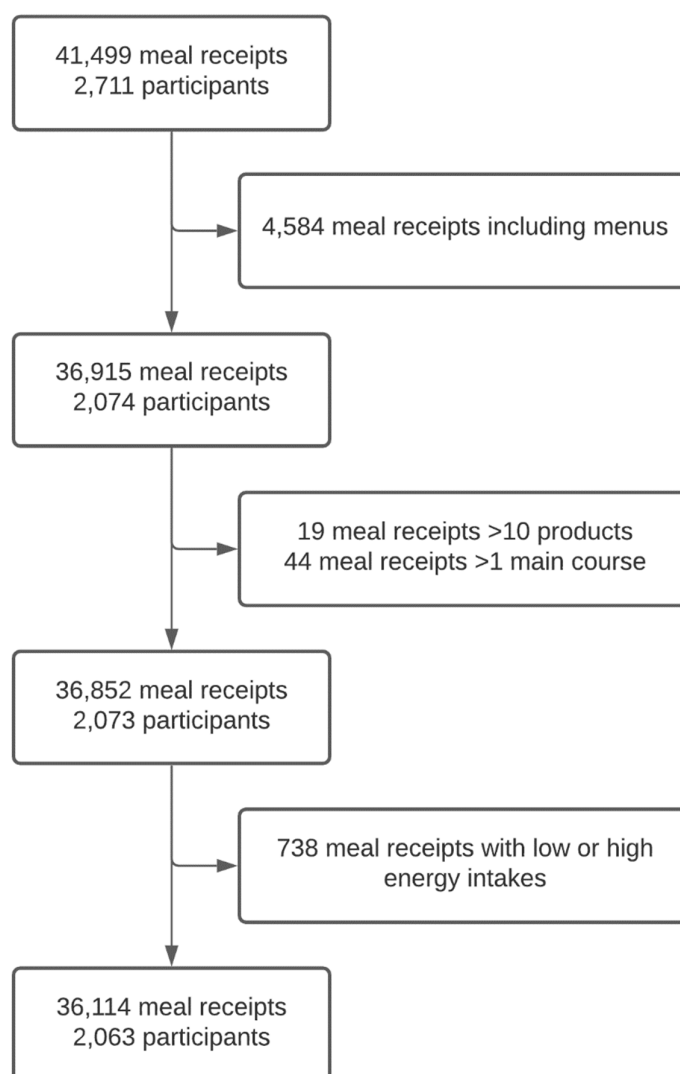 41,499 meal receipts
2,711 participants
4,584 meal receipts including menus
36,915 meal receipts
2,074 participants
19 meal receipts >10 products
44 meal receipts >1 main course
36,852 meal receipts
2,073 participants
738 meal receipts with low or high
energy intakes
36,114 meal receipts
2,063 participants